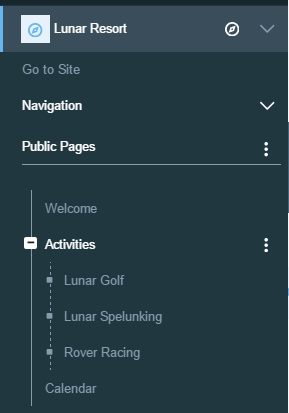 Lunar Resort
Go to Site
Navigation
Public Pages
Welcome
Activities
Lunar Golf
Lunar Spelunking
Rover Racing
Calendar